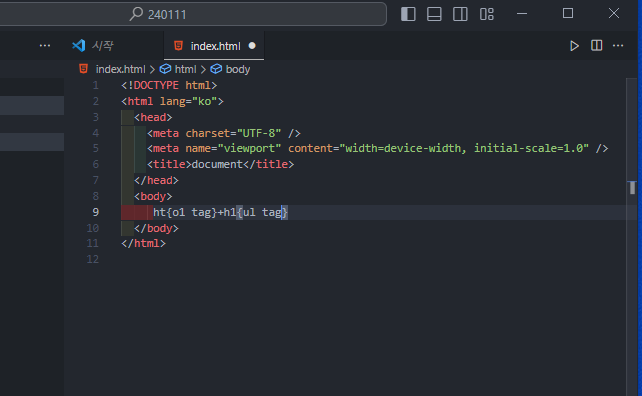 240111
시작
index.html
index.html > html > body
1 <!DOCTYPE html>
2 <html lang="ko">
3 <head>
4 <meta charset="UTF-8" />
5 <meta name="viewport" content="width=device-width, initial-scale=1.0" />
6 <title>document</title>
7 </head>
8 <body>
9 ht{o1 tag}+h1{ul tag}
10 </body>
11 </html>
12